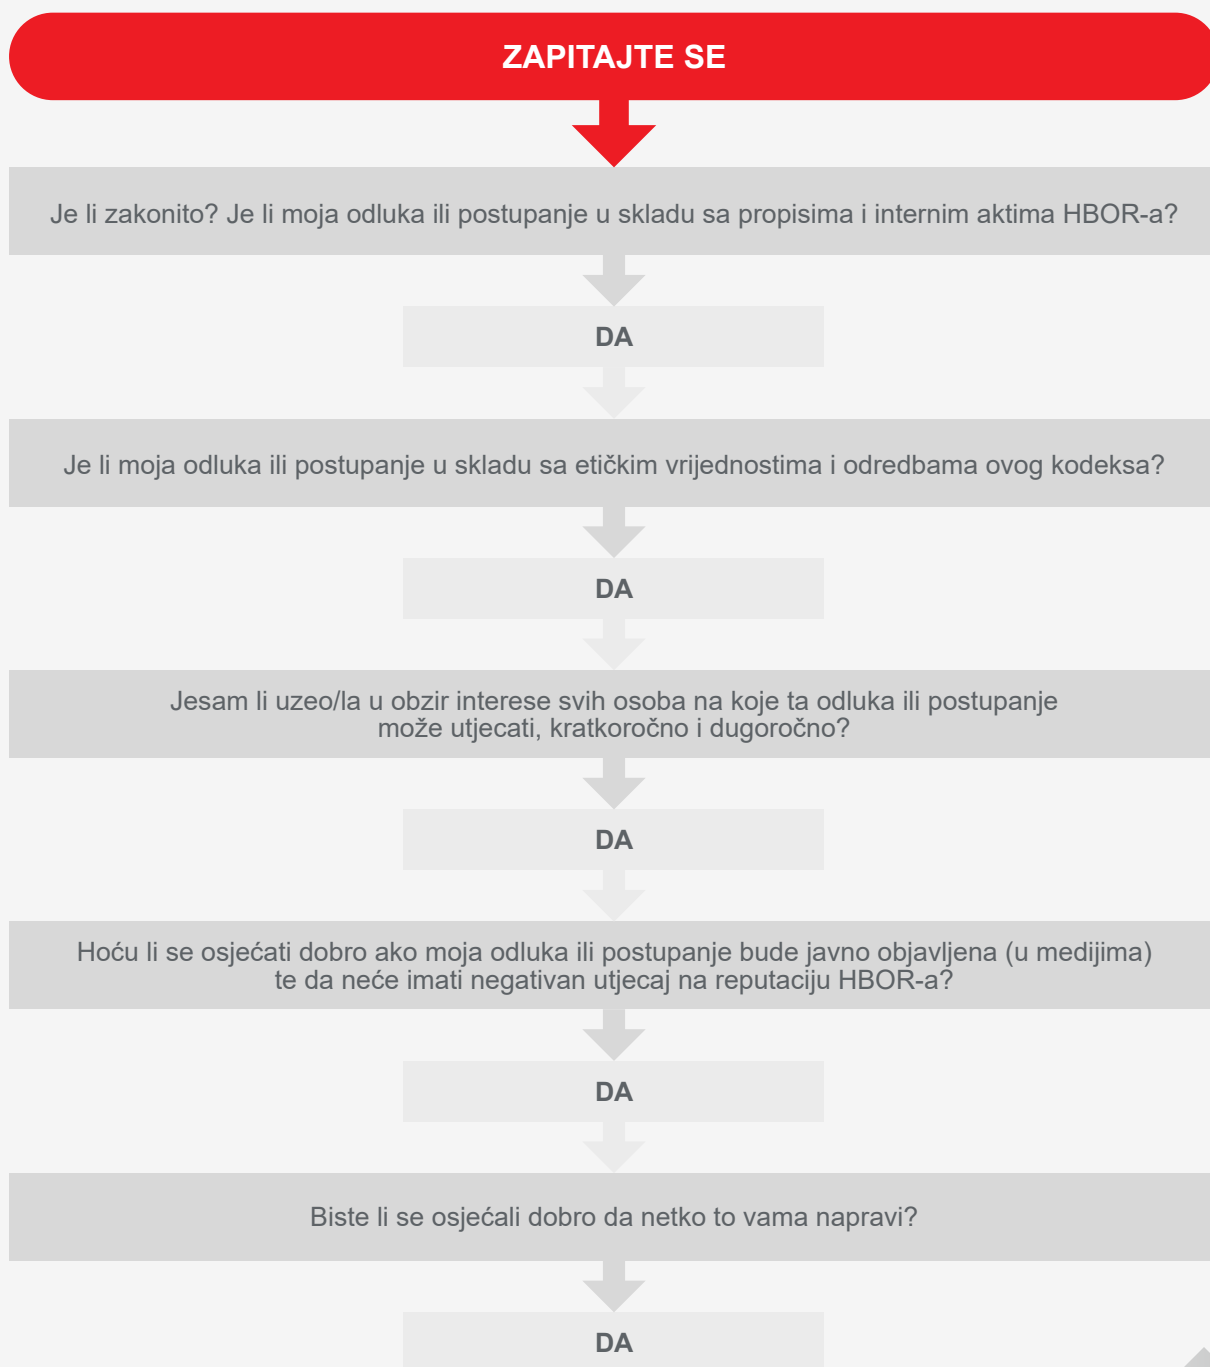 ZAPITAJTE SE
Je li zakonito? Je li moja odluka ili postupanje u skladu sa propisima i internim aktima HBOR-a?
DA
Je li moja odluka ili postupanje u skladu sa etičkim vrijednostima i odredbama ovog kodeksa?
DA
Jesam li uzeo/la u obzir interese svih osoba na koje ta odluka ili postupanje
može utjecati, kratkoročno i dugoročno?
DA
Hoću li se osjećati dobro ako moja odluka ili postupanje bude javno objavljena (u medijima)
te da neće imati negativan utjecaj na reputaciju HBOR-a?
DA
Biste li se osjećali dobro da netko to vama napravi?
DA